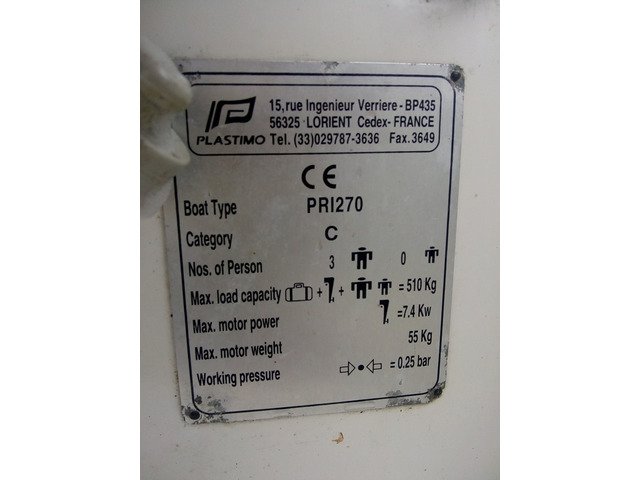 15,rue Ingenieur Verriere - BP435
56325 LORIENT Cedex- FRANCE
PLASTIMO Tel. (33)029787-3636 Fax.3649
CE
Boat Type PRI270
Category C
Nos. of Person 3 0
Max. load capacity + + = 510 Kg
Max. motor power =7.4 Kw
Max. motor weight 55 Kg
Working pressure = 0.25 bar